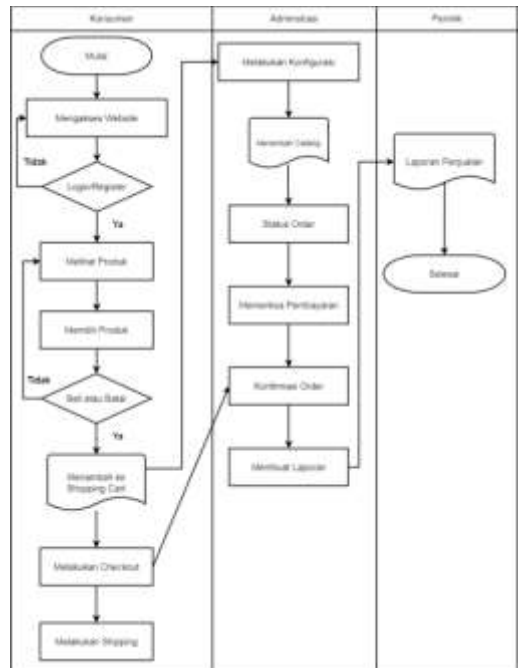 Konsumen
Administrasi
Pemilik
Mulai
Mengakses Website
Tidak
Login/Register
Ya
Melihat Produk
Memilih Produk
Tidak
Beli atau Batal
Ya
Menambah ke
Shopping Cart
Melakukan Checkout
Melakukan Shipping
Melakukan Konfigurasi
Menambah
Status Order
Memeriksa Pembayaran
Konfirmasi Order
Membuat Laporan
Laporan Penjualan
Selesai